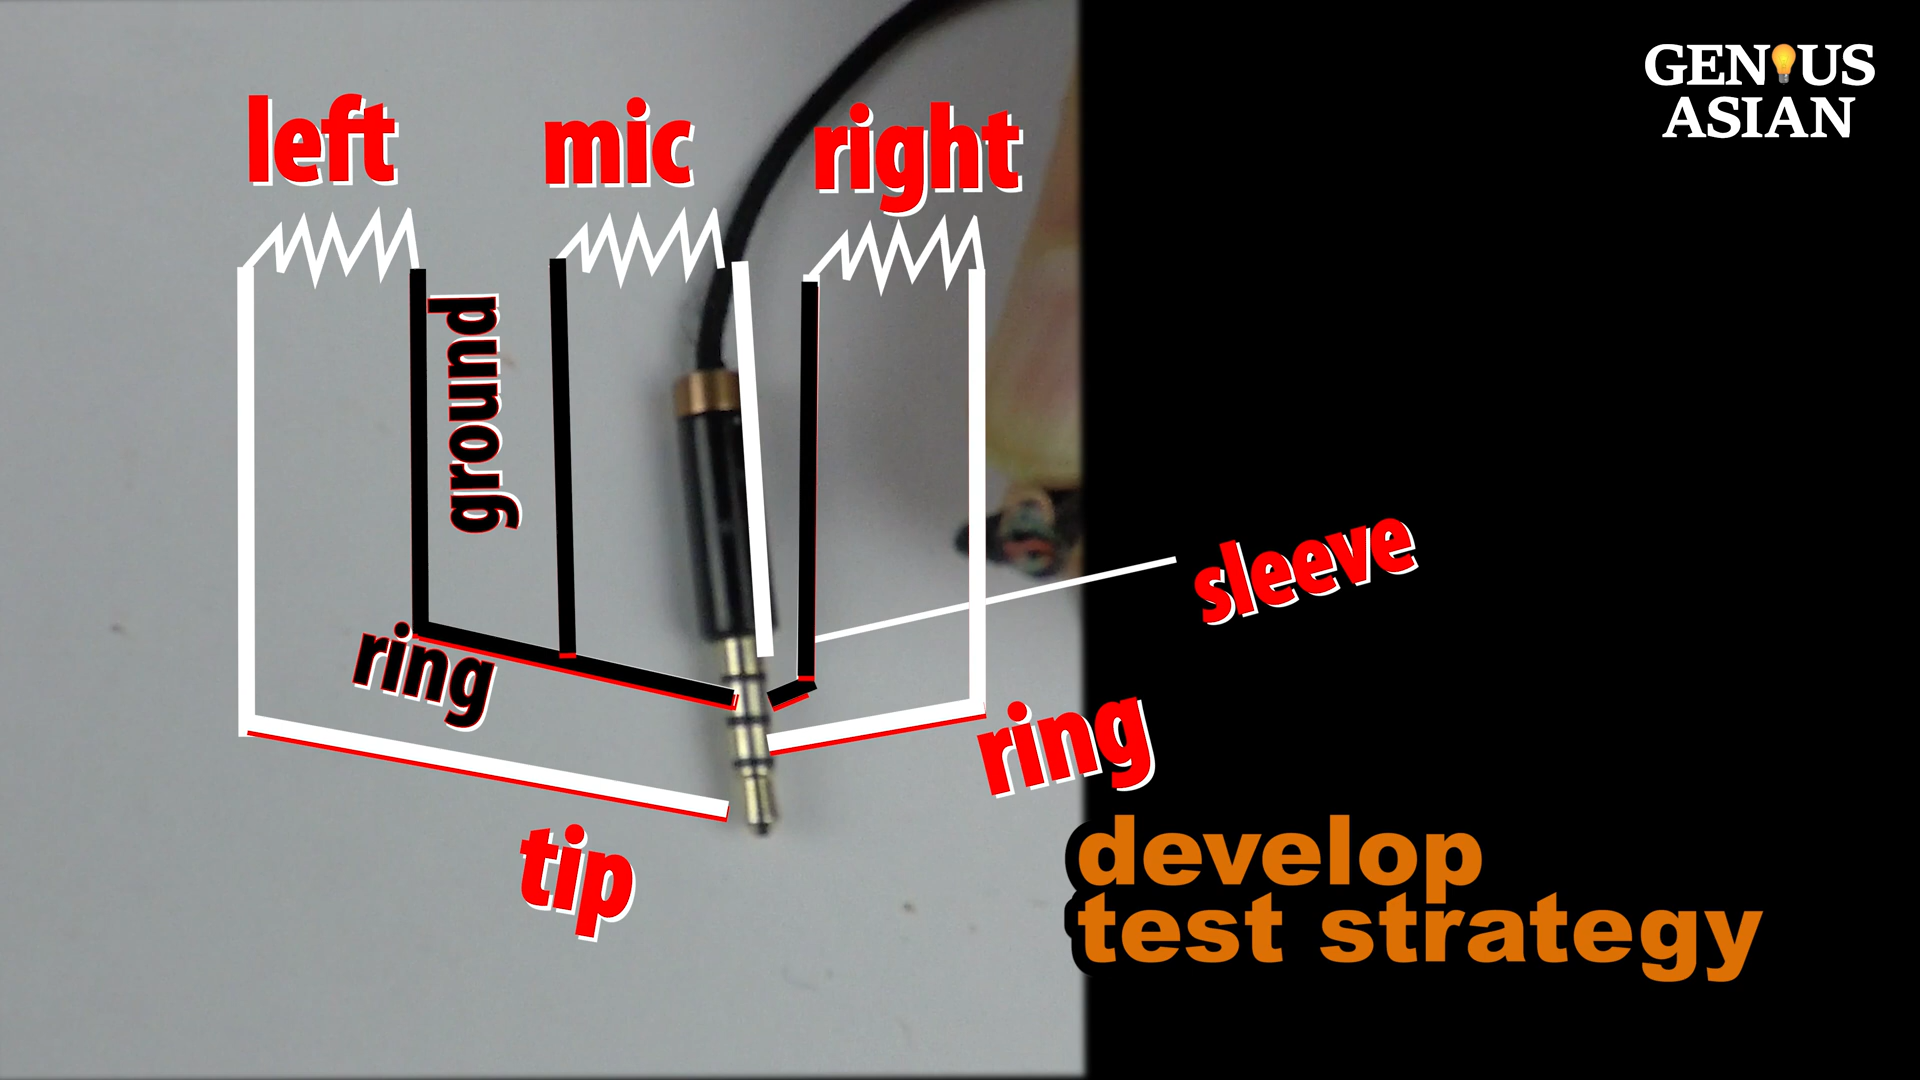 GENIUS
ASIAN
left
mic
right
ground
sleeve
ring
ring
tip
develop
test strategy